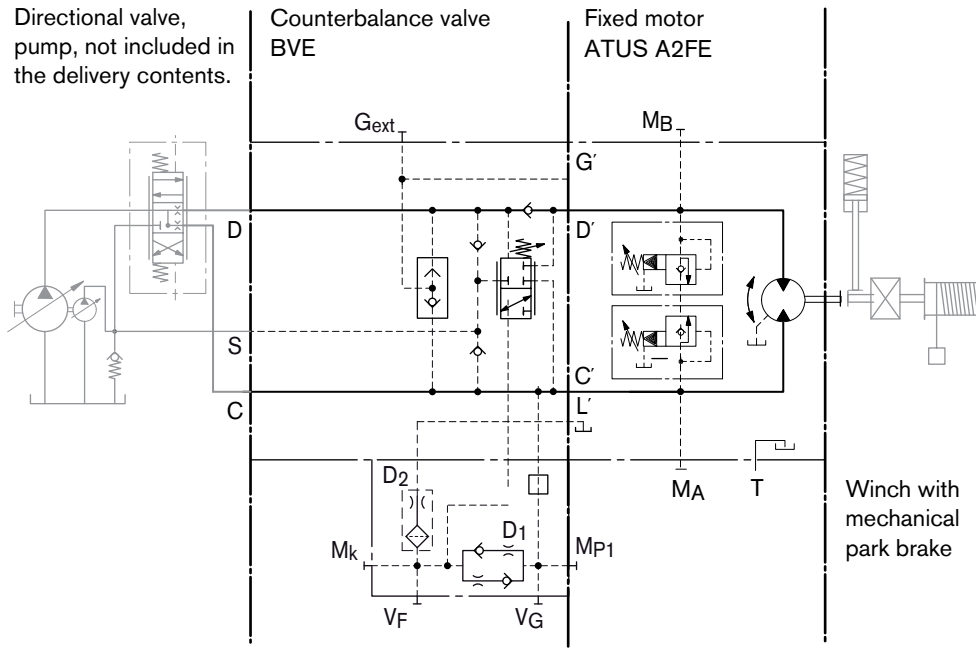 Directional valve,
pump, not included in
the delivery contents.
Counterbalance valve
BVE
Fixed motor
ATUS A2FE
Gext
MB
G′
D
D′
S
C′
C
L′
D2
MA
T
Winch with
mechanical
park brake
D1
Mk
MP1
VF
VG